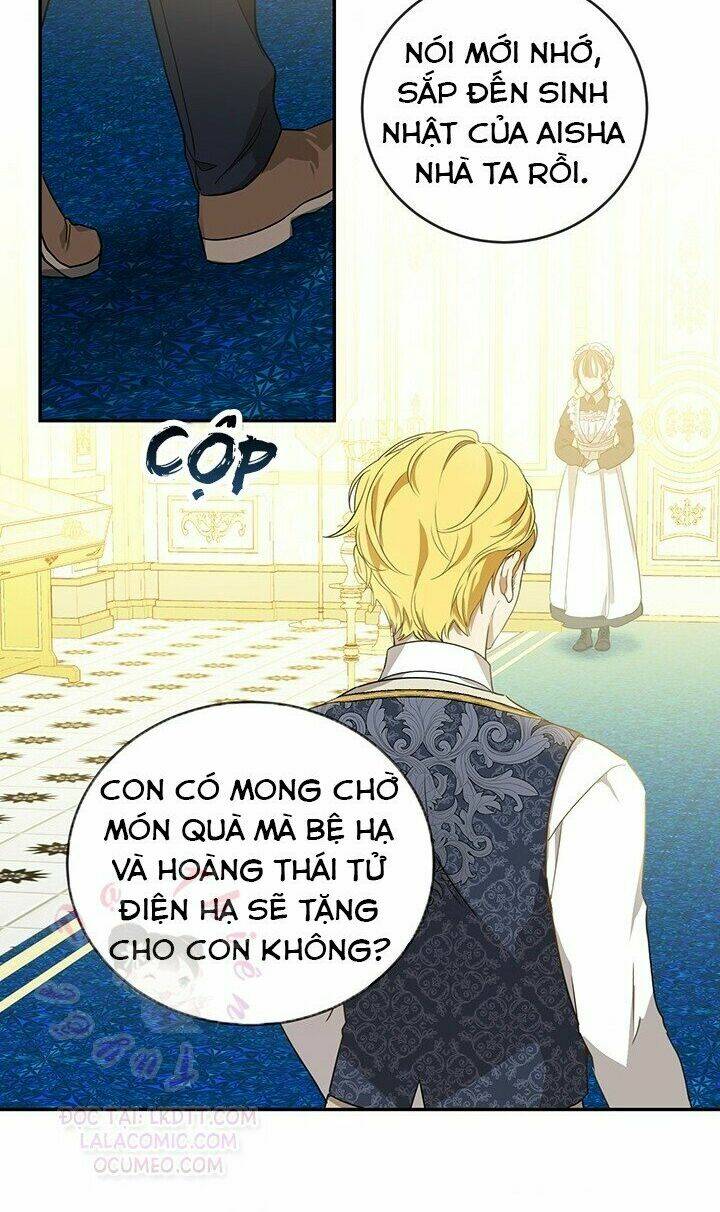 NÓI MỚI NHỚ,
SẮP ĐẾN SINH
NHẬT CỦA AISHA
NHÀ TA RỒI.
CỘP
CON CÓ MONG CHỜ
MÓN QUÀ MÀ BỆ HẠ
VÀ HOÀNG THÁI TỬ
ĐIỆN HẠ SẼ TẶNG
CHO CON KHÔNG?
ĐỌC TẠI: LKDTT.COM
LALACOMIC.COM
OCUMEO.COM